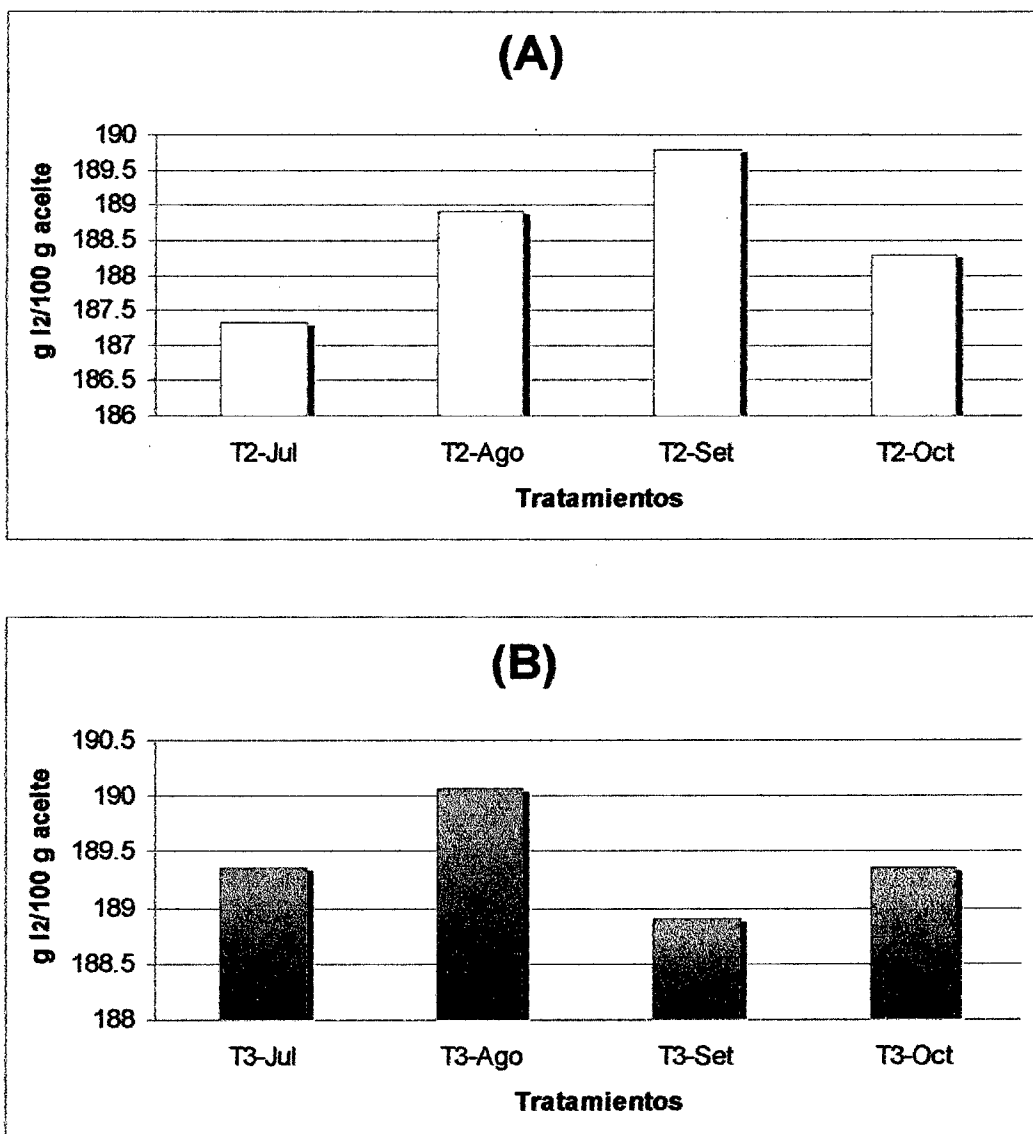 (A)
g I2/100 g aceite
190
189.5
189
188.5
188
187.5
187
186.5
186
T2-Jul T2-Ago T2-Set T2-Oct
Tratamientos
(B)
g I2/100 g aceite
190.5
190
189.5
189
188.5
188
T3-Jul T3-Ago T3-Set T3-Oct
Tratamientos